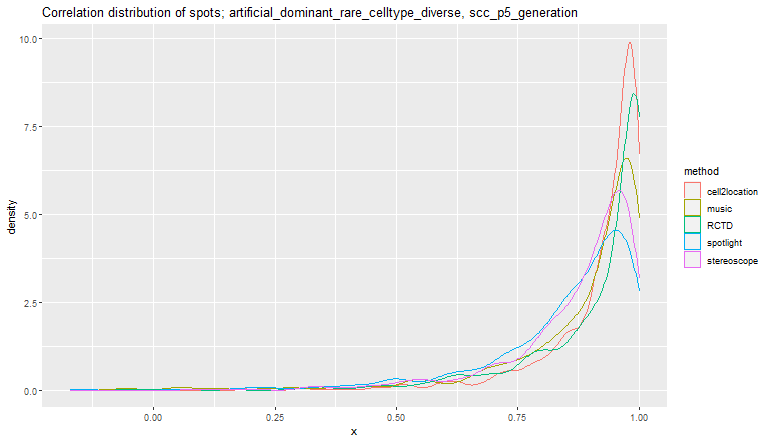 Correlation distribution of spots; artificial_dominant_rare_celltype_diverse, scc_p5_generation
10.0
7.5
5.0
2.5
0.0
density
0.00
0.25
0.50
0.75
1.00
x
method
cell2location
music
RCTD
spotlight
stereoscope